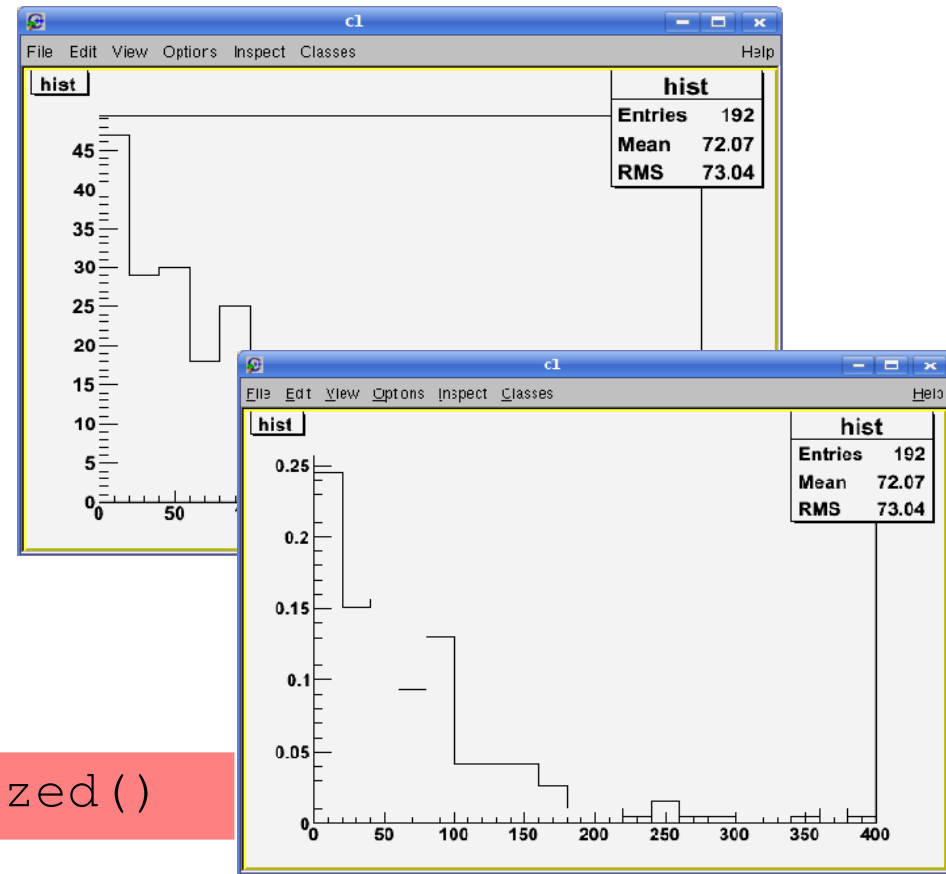 c1
File Edit View Options Inspect Classes Help
hist
hist
Entries 192
Mean 72.07
RMS 73.04
45
40
35
30
25
20
15
10
5
0
0 50
c1
File Edit View Options Inspect Classes Help
hist
hist
Entries 192
Mean 72.07
RMS 73.04
0.25
0.2
0.15
0.1
0.05
0
0 50 100 150 200 250 300 350 400
zed()